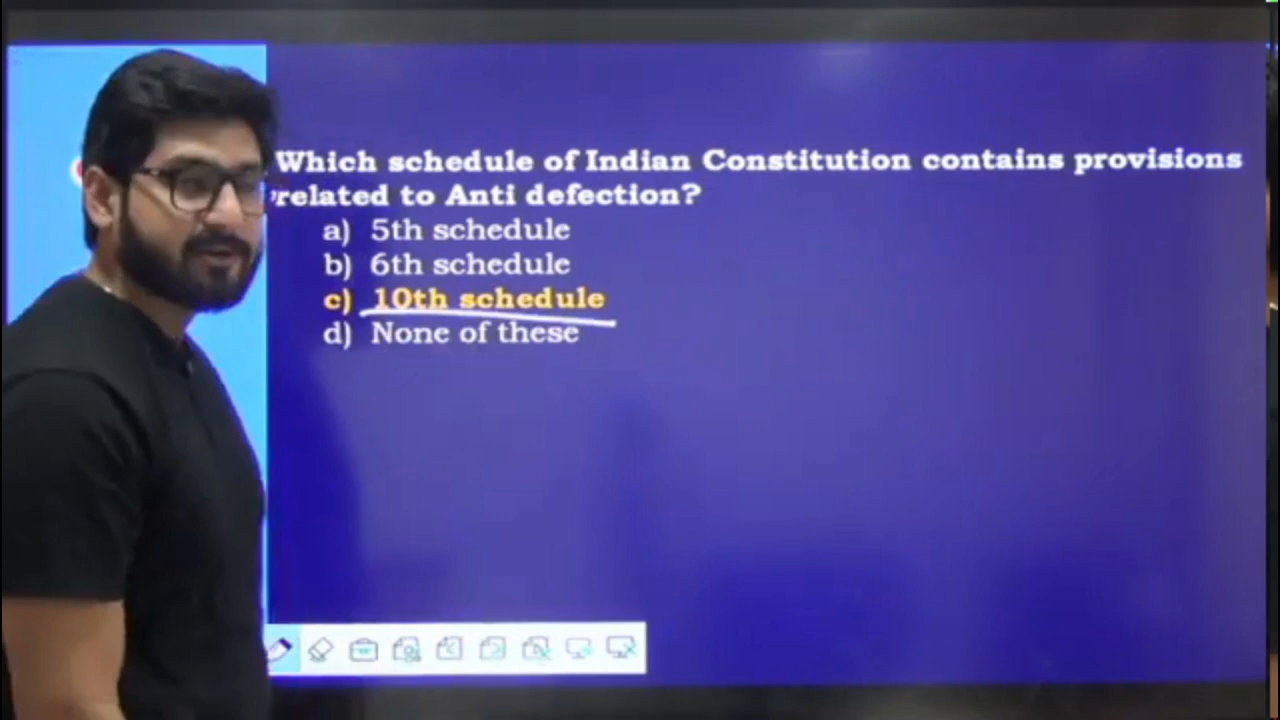 Which schedule of Indian Constitution contains provisions
related to Anti defection?
a) 5th schedule
b) 6th schedule
c) 10th schedule
d) None of these